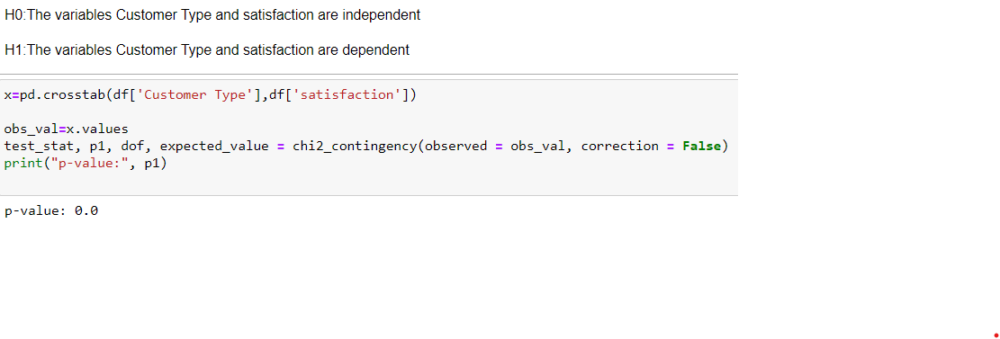 H0:The variables Customer Type and satisfaction are independent
H1:The variables Customer Type and satisfaction are dependent
x=pd.crosstab(df['Customer Type'],df['satisfaction'])
obs_val=x.values
test_stat, p1, dof, expected_value = chi2_contingency(observed = obs_val, correction = False)
print("p-value:", p1)
p-value: 0.0